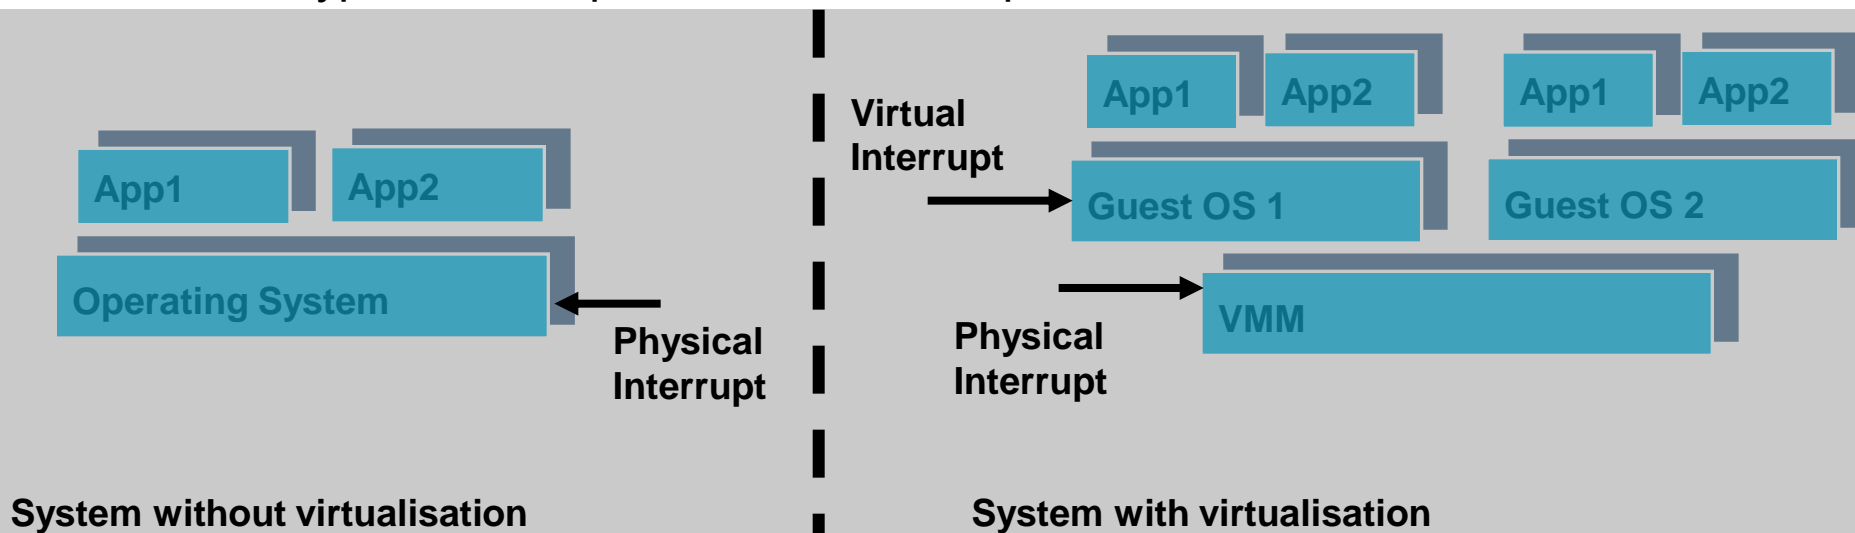 App1
App2
Operating System
Physical
Interrupt
System without virtualisation
Virtual
Interrupt
App1
App2
App1
App2
Guest OS 1
Guest OS 2
VMM
Physical
Interrupt
System with virtualisation